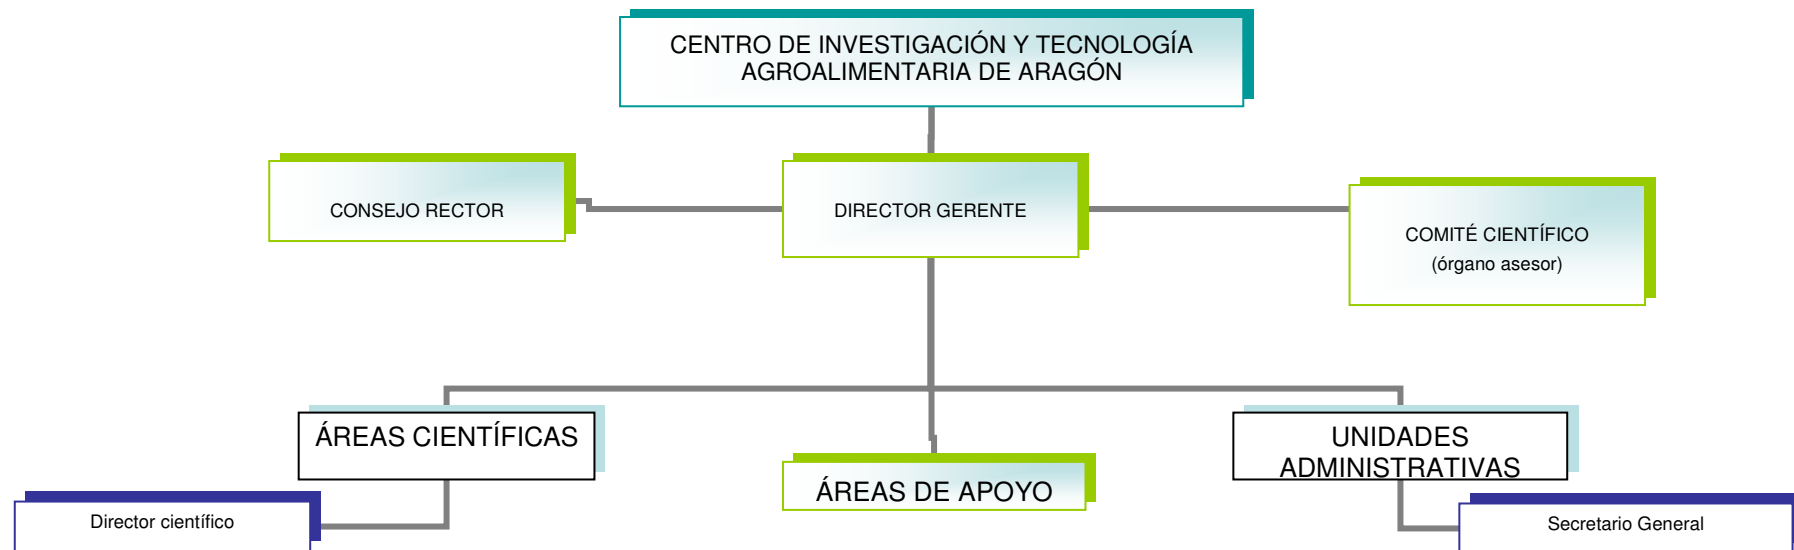 CENTRO DE INVESTIGACIÓN Y TECNOLOGÍA
AGROALIMENTARIA DE ARAGÓN
CONSEJO RECTOR
DIRECTOR GERENTE
COMITÉ CIENTÍFICO
(órgano asesor)
ÁREAS CIENTÍFICAS
ÁREAS DE APOYO
UNIDADES
ADMINISTRATIVAS
Director científico
Secretario General